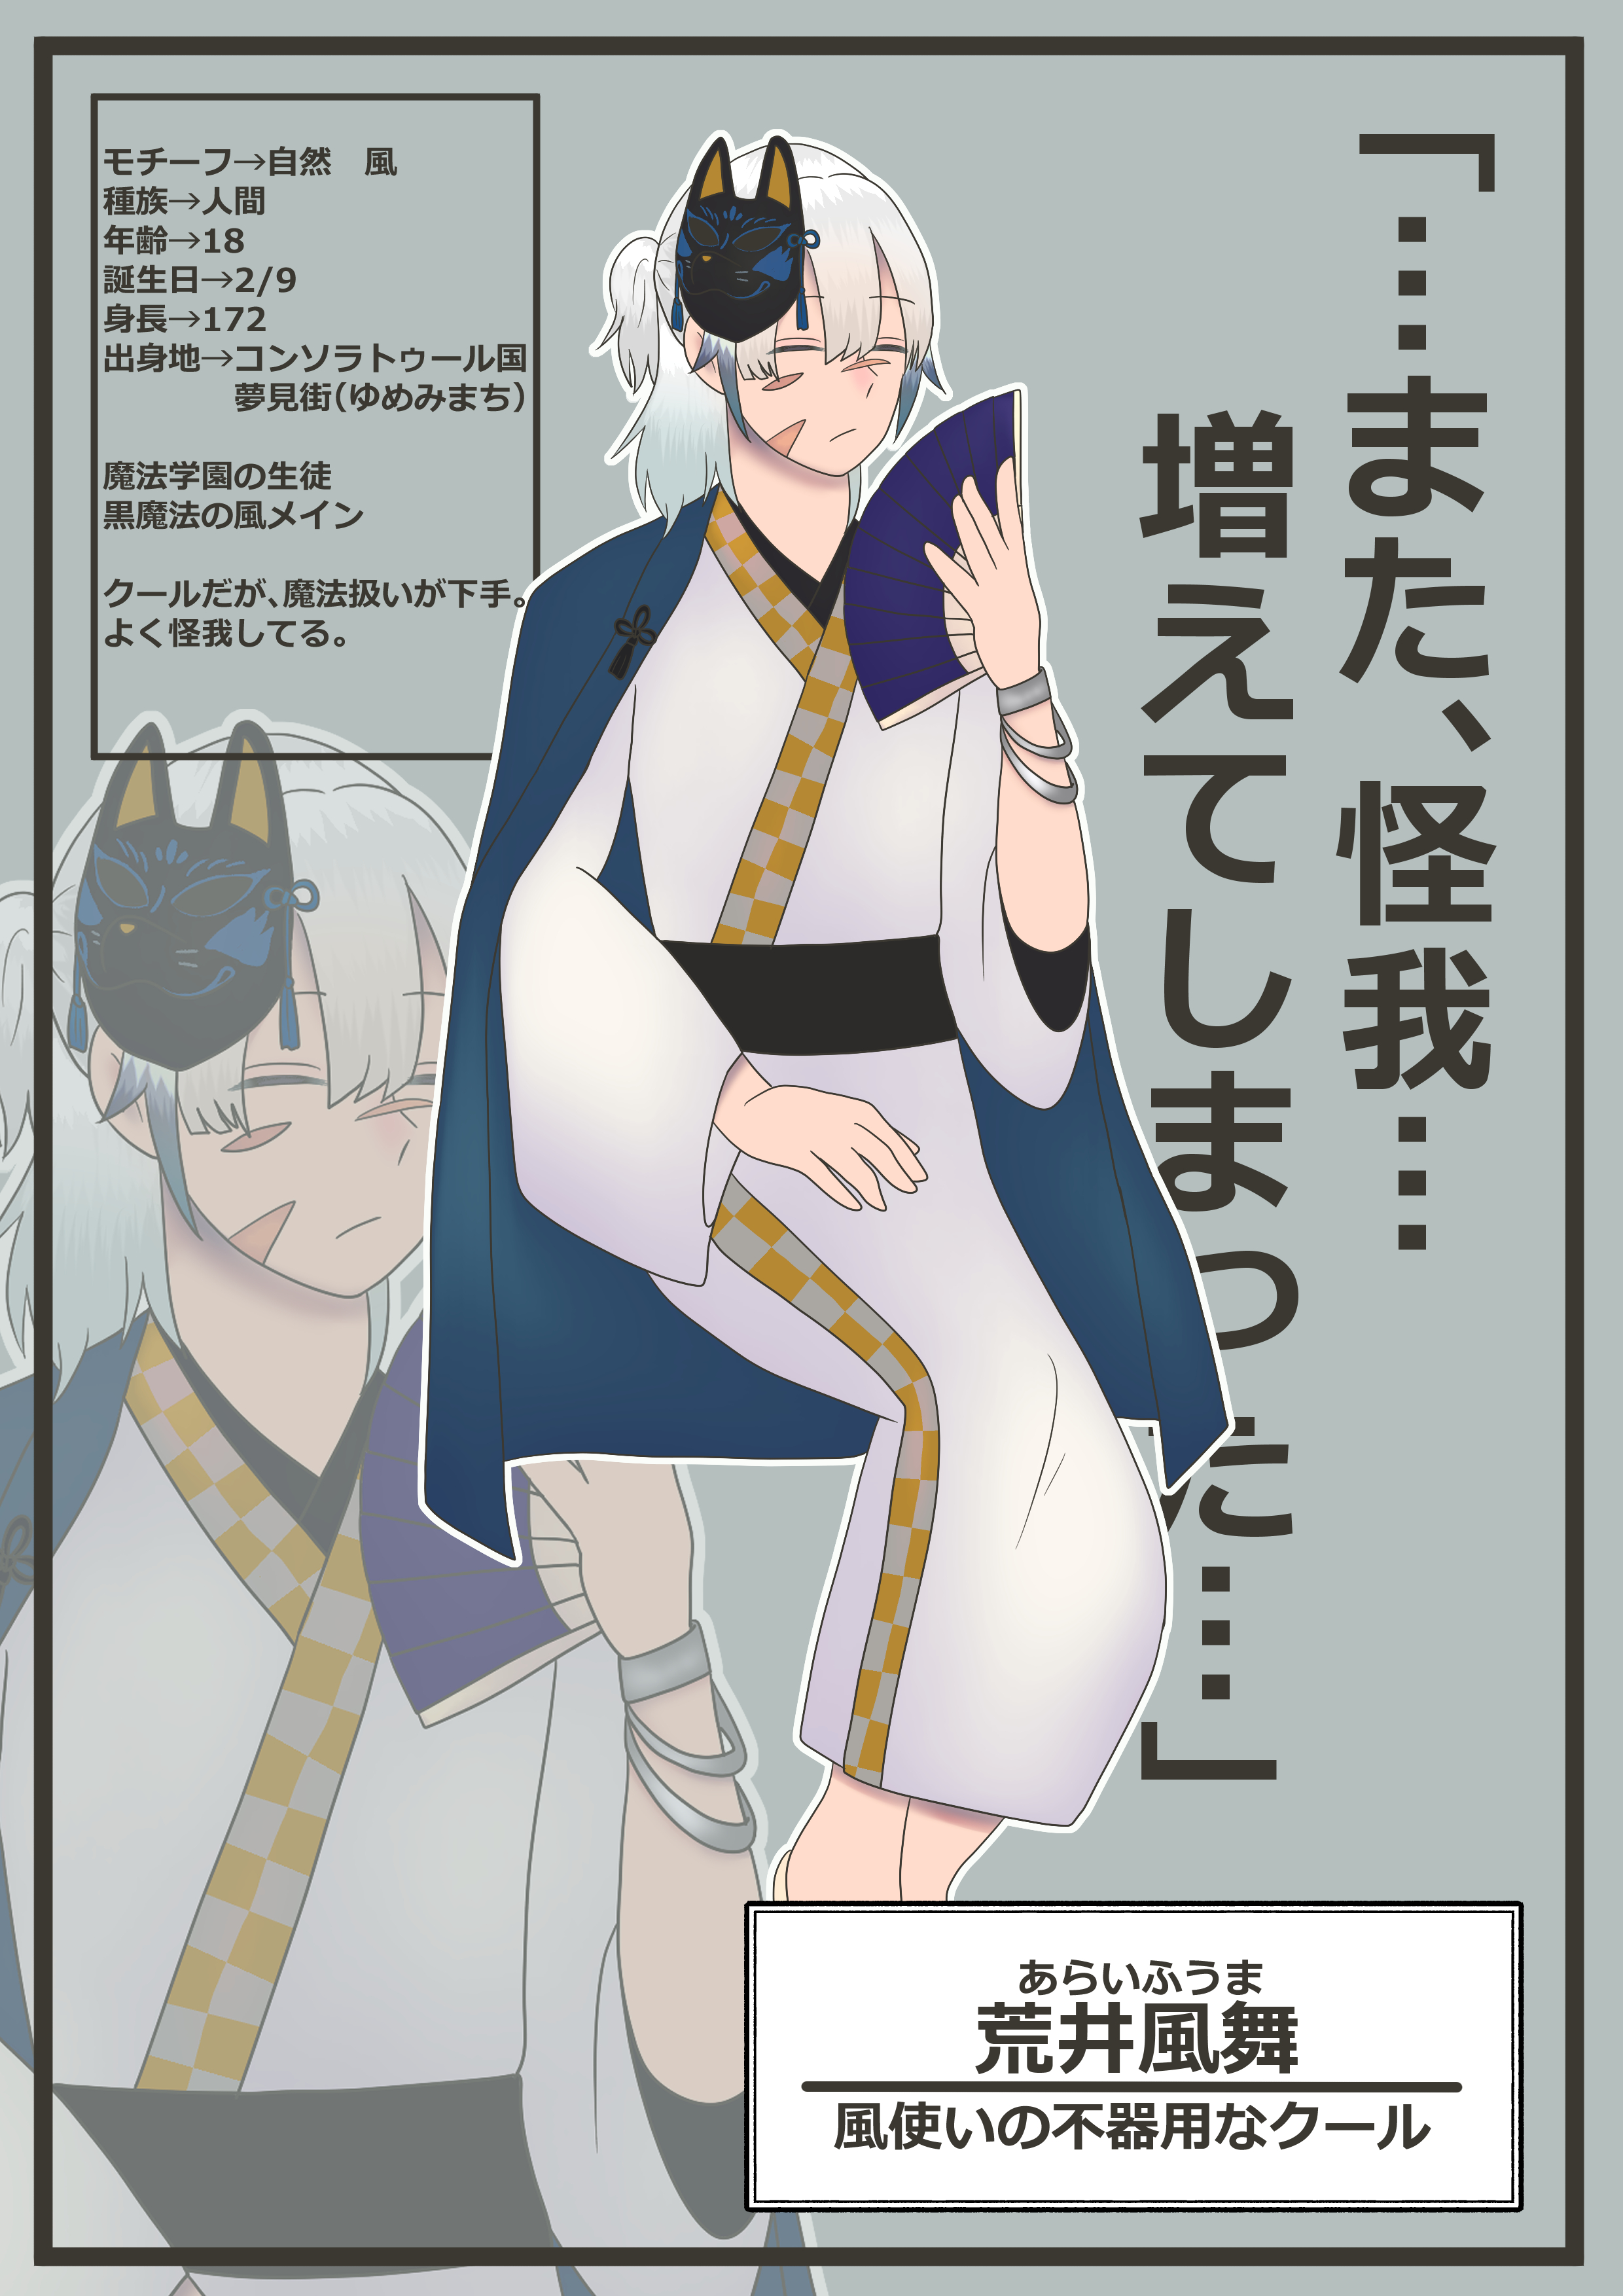 モチーフ→自然　風
種族→人間
年齢→18
誕生日→2/9
身長→172
出身地→コンソラトゥール国
夢見街(ゆめみまち)
魔法学園の生徒
黒魔法の風メイン
クールだが、魔法扱いが下手。
よく怪我してる。
「…また、怪我…
増えてしまった…」
あらいふうま
荒井風舞
風使いの不器用なクール